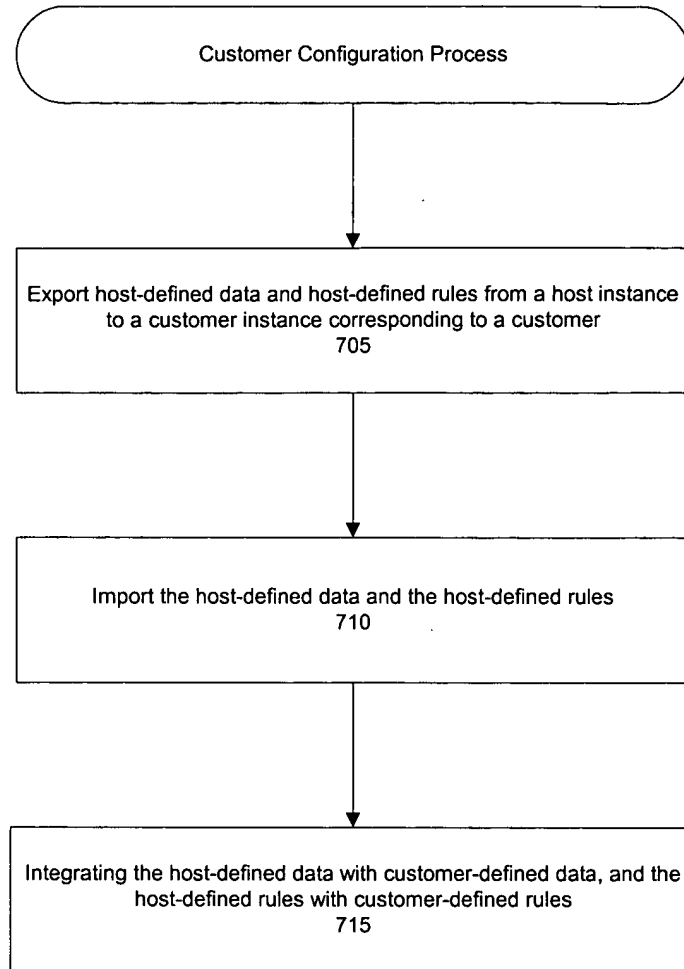 Customer Configuration Process
Export host-defined data and host-defined rules from a host instance
to a customer instance corresponding to a customer
705
Import the host-defined data and the host-defined rules
710
Integrating the host-defined data with customer-defined data, and the
host-defined rules with customer-defined rules
715